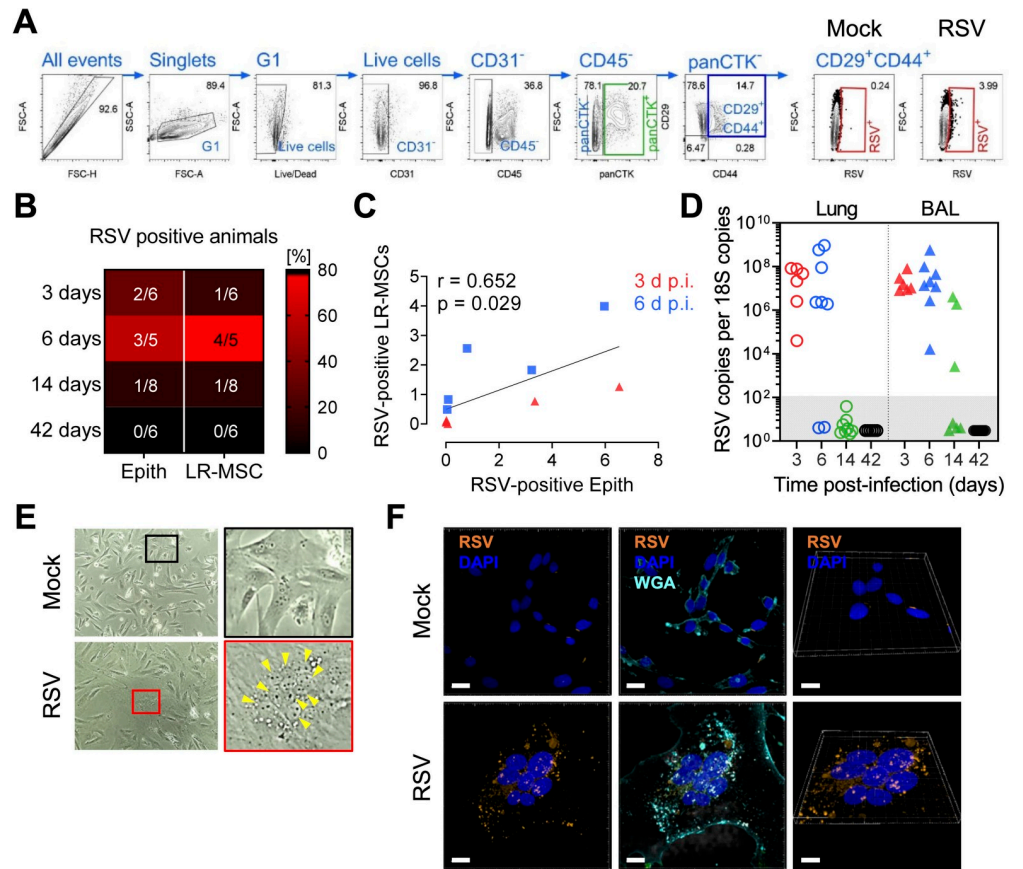 A
Mock RSV
All events Singlets G1 Live cells CD31⁻ CD45⁻ panCTK⁻ CD29⁺CD44⁺
FSC-A 92.6 FSC-H
SSC-A 89.4 G1 FSC-A
FSC-A 81.3 Live cells Live/Dead
FSC-A 96.8 CD31⁻ CD31
FSC-A 36.8 CD45⁻ CD45
FSC-A 78.1 20.7 panCTK⁻ panCTK⁺ panCTK
CD29 78.6 14.7 CD29⁺ CD44⁺ 6.47 0.28 CD44
FSC-A 0.24 RSV⁺ RSV
FSC-A 3.99 RSV⁺ RSV
B
RSV positive animals
[%]
3 days 2/6 1/6
6 days 3/5 4/5
14 days 1/8 1/8
42 days 0/6 0/6
Epith LR-MSC
80
60
40
20
0
C
RSV-positive LR-MSCs
r = 0.652 3 d p.i.
p = 0.029 6 d p.i.
5
4
3
2
1
0
0 2 4 6 8
RSV-positive Epith
D
Lung BAL
RSV copies per 18S copies
10¹⁰
10⁸
10⁶
10⁴
10²
10⁰
3 6 14 42 3 6 14 42
Time post-infection (days)
E
Mock
RSV
F
Mock
RSV
DAPI
RSV
DAPI
WGA
RSV
DAPI
RSV